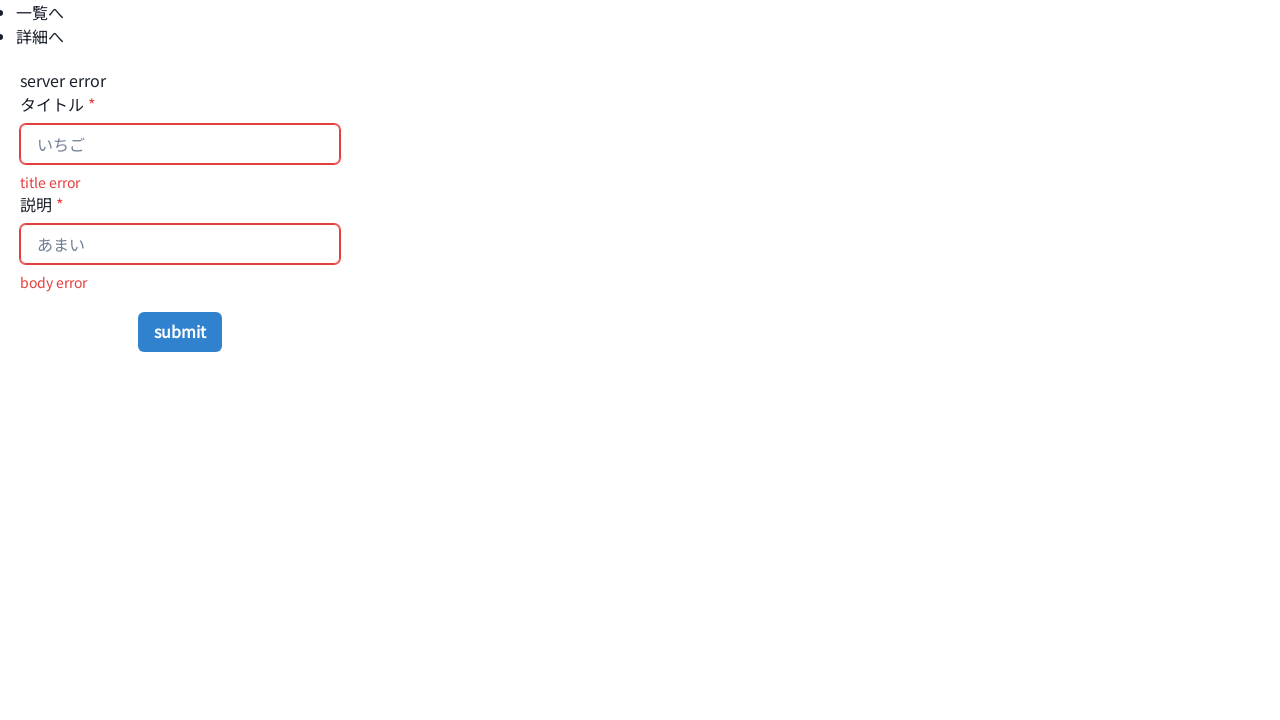 一覧へ
詳細へ
server error
タイトル *
いちご
title error
説明 *
あまい
body error
submit